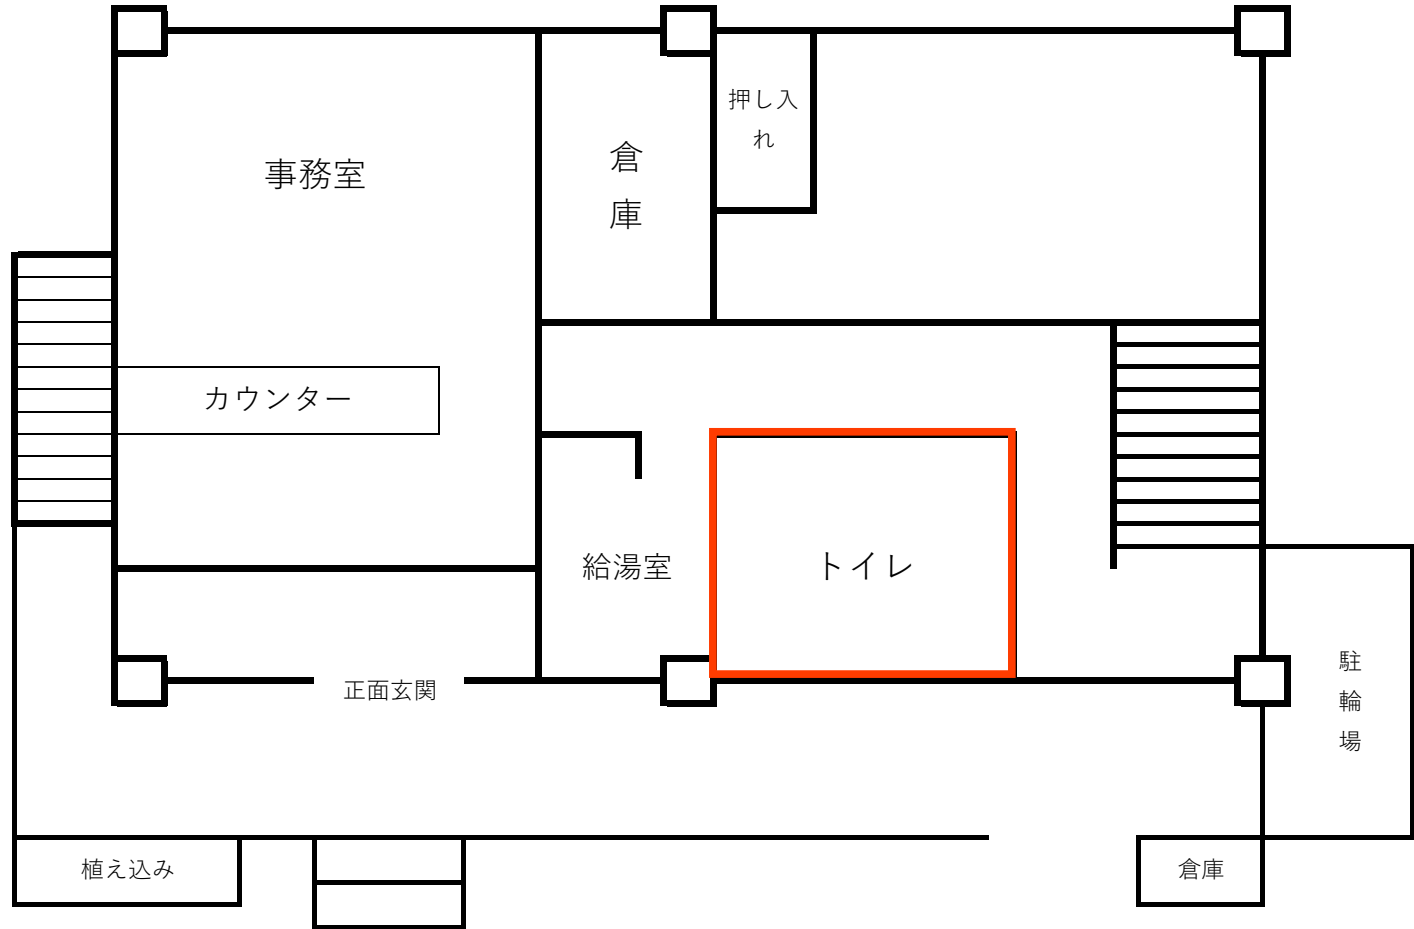 押し入
れ
事務室
倉
庫
カウンター
給湯室
トイレ
正面玄関
駐
輪
場
植え込み
倉庫